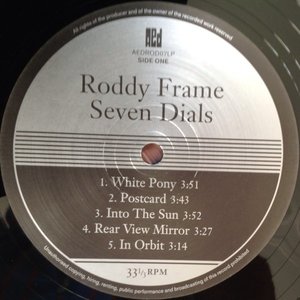 All rights of the producer and of the owner of the recorded work reserved.
AED
AEDROD07LP
SIDE ONE
Roddy Frame
Seven Dials
1. White Pony 3:51
2. Postcard 3:43
3. Into The Sun 3:52
4. Rear View Mirror 3:27
5. In Orbit 3:14
33⅓ RPM
Unauthorised copying, hiring, renting, public performance and broadcasting of this record prohibited